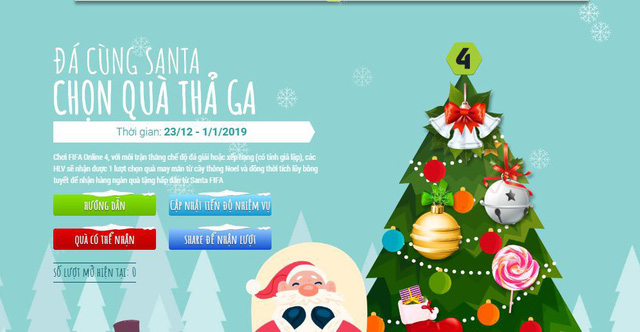 ĐÁ CÙNG SANTA
CHỌN QUÀ THẢ GA
Thời gian: 23/12 - 1/1/2019
Chơi FIFA Online 4, với mỗi trận thắng chế độ đá giải hoặc xếp hạng (có tính giả lập), các
HLV sẽ nhận được 1 lượt chọn quà may mắn từ cây thông Noel và đồng thời tích lũy bông
tuyết để nhận hàng ngàn quà tặng hấp dẫn từ Santa FIFA
HƯỚNG DẪN
CẬP NHẬT TIẾN ĐỘ NHIỆM VỤ
QUÀ CÓ THỂ NHẬN
SHARE ĐỂ NHẬN LƯỢT
SỐ LƯỢT MỞ HIỆN TẠI: 0
4